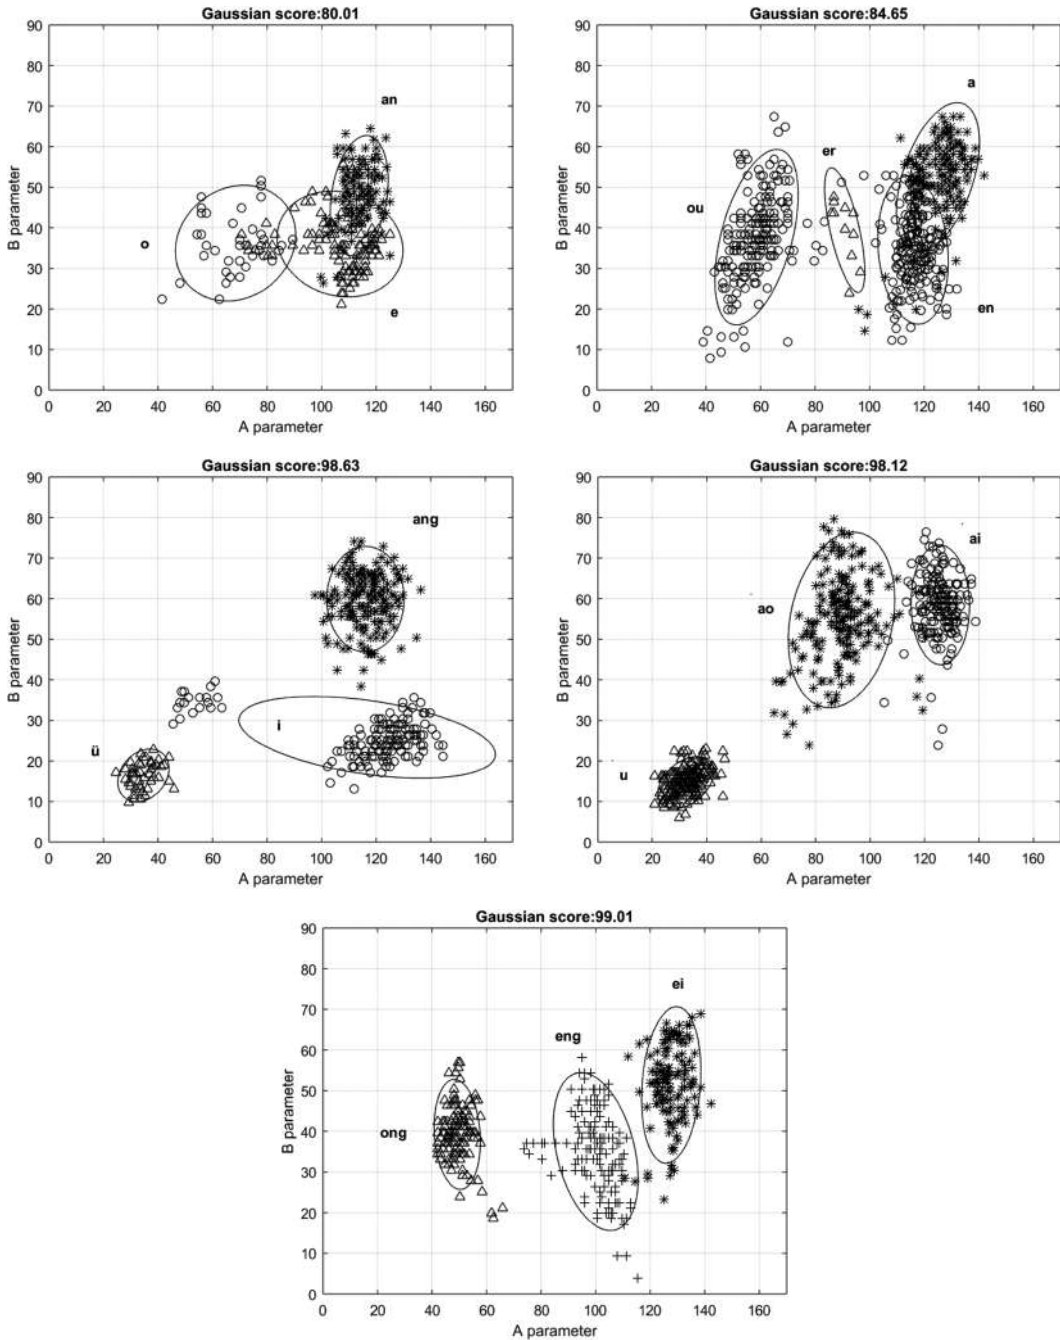 Gaussian score:80.01
90
80
70
60
50
40
30
20
10
0
B parameter
an
o
e
0 20 40 60 80 100 120 140 160
A parameter
Gaussian score:84.65
90
80
70
60
50
40
30
20
10
0
B parameter
a
er
ou
en
0 20 40 60 80 100 120 140 160
A parameter
Gaussian score:98.63
90
80
70
60
50
40
30
20
10
0
B parameter
ang
i
ü
0 20 40 60 80 100 120 140 160
A parameter
Gaussian score:98.12
90
80
70
60
50
40
30
20
10
0
B parameter
ai
ao
u
0 20 40 60 80 100 120 140 160
A parameter
Gaussian score:99.01
90
80
70
60
50
40
30
20
10
0
B parameter
ei
eng
ong
0 20 40 60 80 100 120 140 160
A parameter